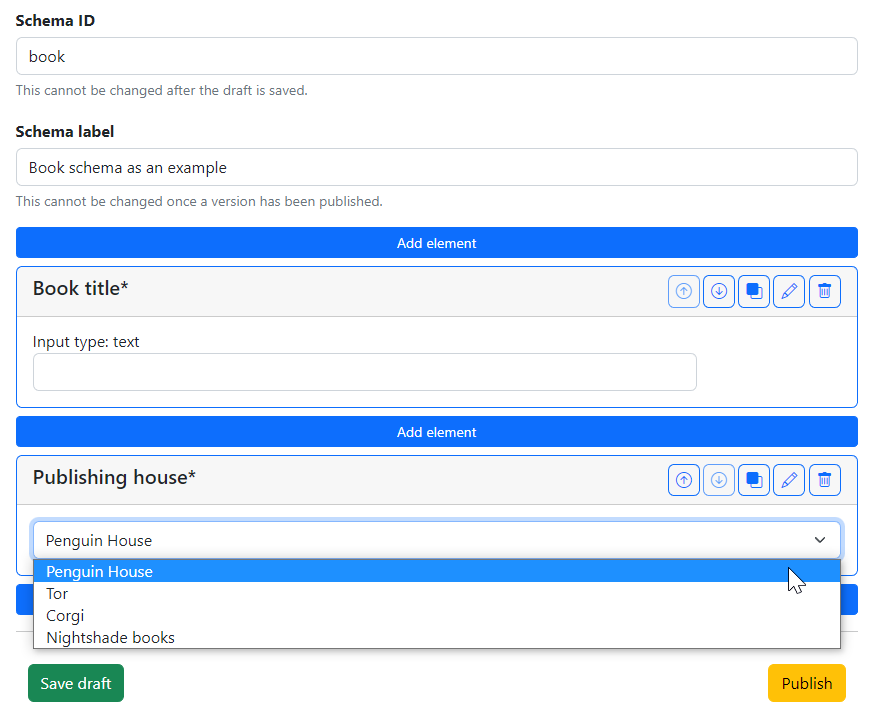 Schema ID
book
This cannot be changed after the draft is saved.
Schema label
Book schema as an example
This cannot be changed once a version has been published.
Add element
Book title*
Input type: text
Add element
Publishing house*
Penguin House
Penguin House
Tor
Corgi
Nightshade books
Save draft
Publish